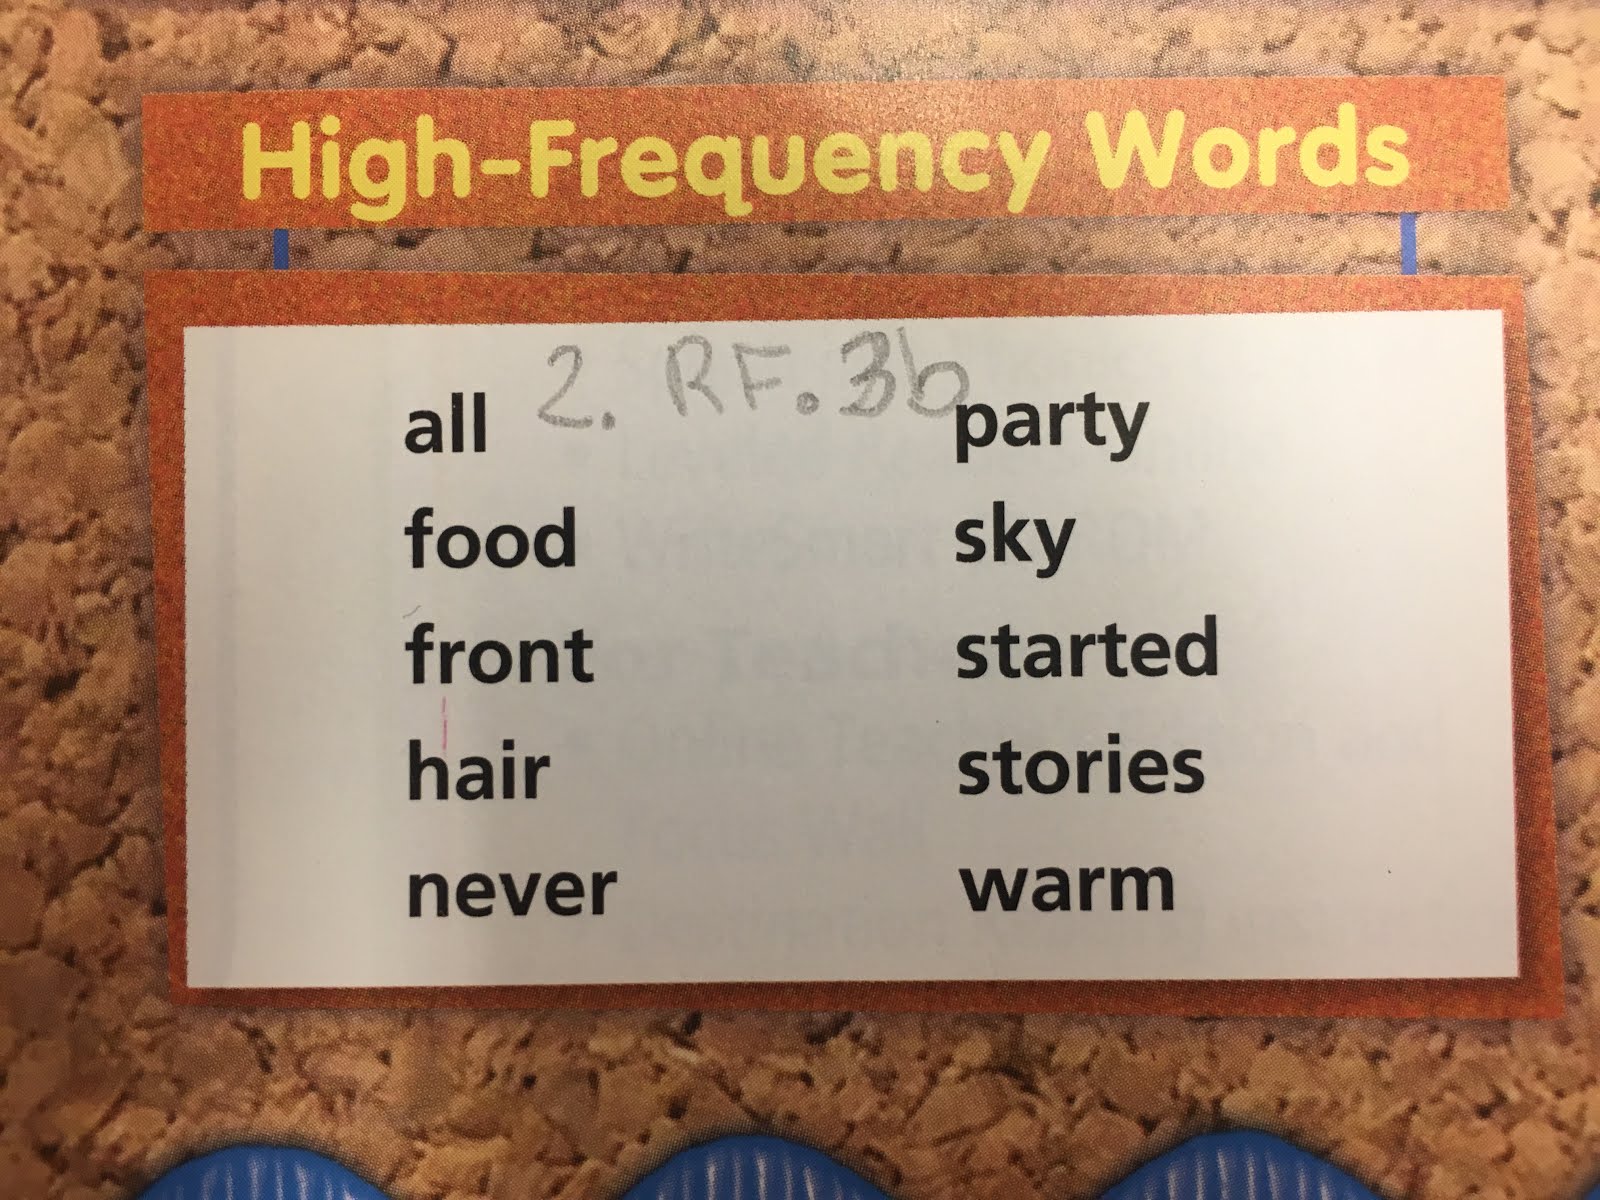 High-Frequency Words
2. RF.3b
all party
food sky
front started
hair stories
never warm